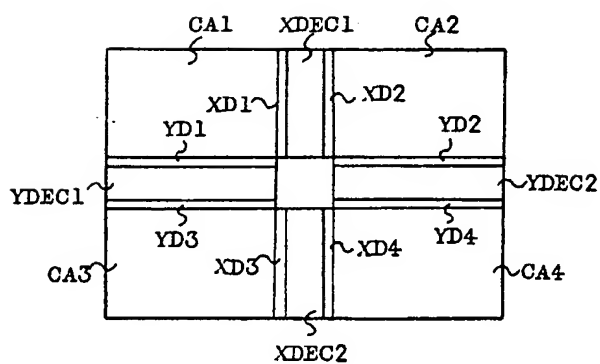 CA1 XDEC1 CA2
XD1 XD2
YD1 YD2
YDEC1 YDEC2
YD3 YD4
XD3 XD4
CA3 CA4
XDEC2